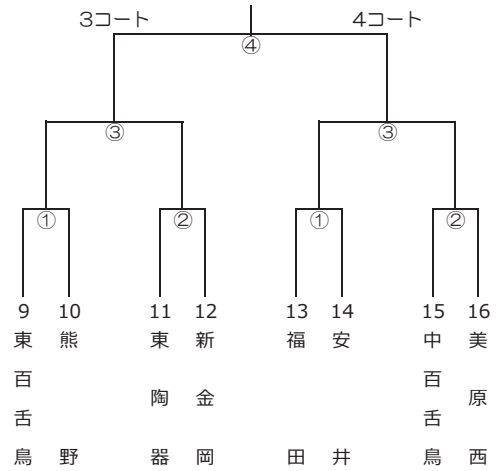 3コート 4コート
④
③ ③
① ② ① ②
9 10 11 12 13 14 15 16
東百舌鳥 熊野 東陶器 新金岡 福田 安井 中百舌鳥 美原西